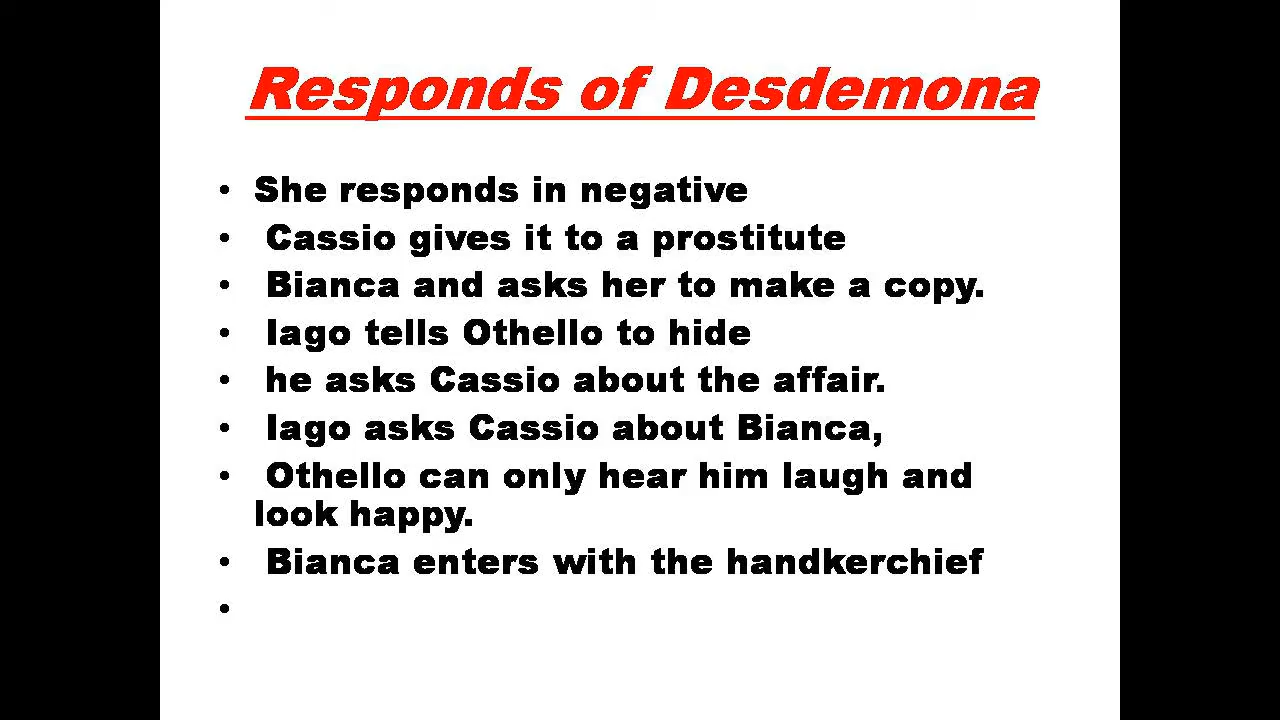 Responds of Desdemona
• She responds in negative
• Cassio gives it to a prostitute
• Bianca and asks her to make a copy.
• Iago tells Othello to hide
• he asks Cassio about the affair.
• Iago asks Cassio about Bianca,
• Othello can only hear him laugh and
look happy.
• Bianca enters with the handkerchief
•